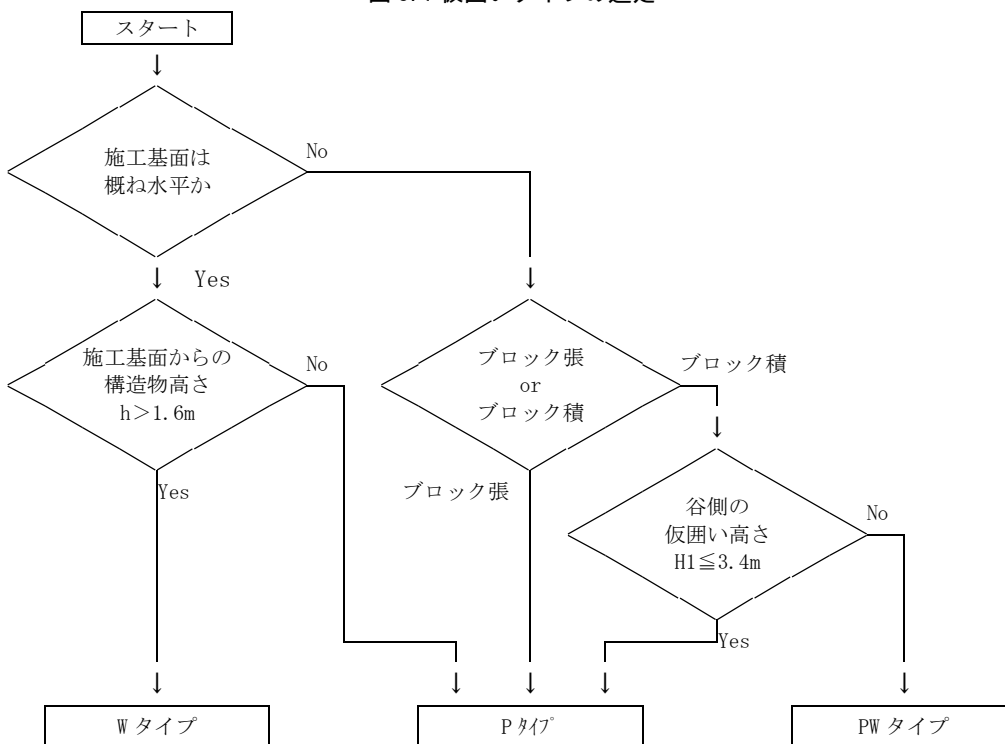 スタート
No
施工基面は
概ね水平か
Yes
施工基面からの
構造物高さ
h＞1.6m
No
Yes
ブロック張
or
ブロック積
ブロック積
ブロック張
谷側の
仮囲い高さ
H1≦3.4m
No
Yes
W タイプ
P ﾀｲﾌﾟ
PW タイプ